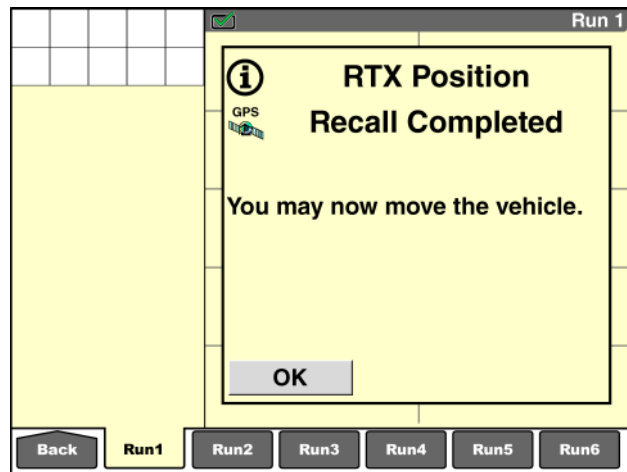 Run 1
RTX Position
GPS
Recall Completed
You may now move the vehicle.
OK
Back Run1 Run2 Run3 Run4 Run5 Run6